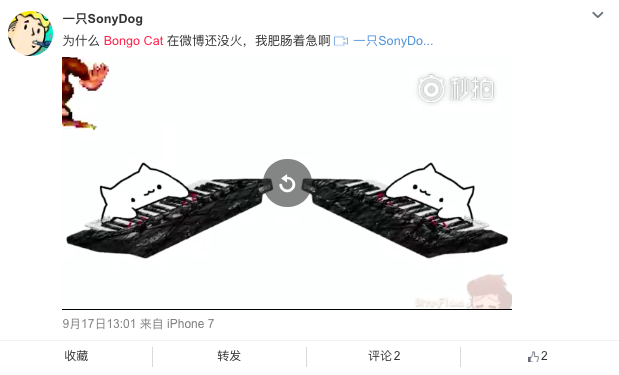 一只SonyDog
为什么 Bongo Cat 在微博还没火，我肥肠着急啊 一只SonyDo...
秒拍
9月17日13:01 来自 iPhone 7
收藏
转发
评论 2
2